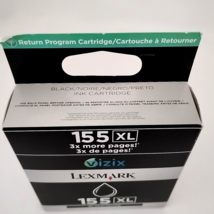 Return Program Cartridge/Cartouche à Retourner
BLACK/NOIRE/NEGRO/PRETO
INK CARTRIDGE
155XL
3x more pages!
3x de pages!
Vizix
LEXMARK
155XL